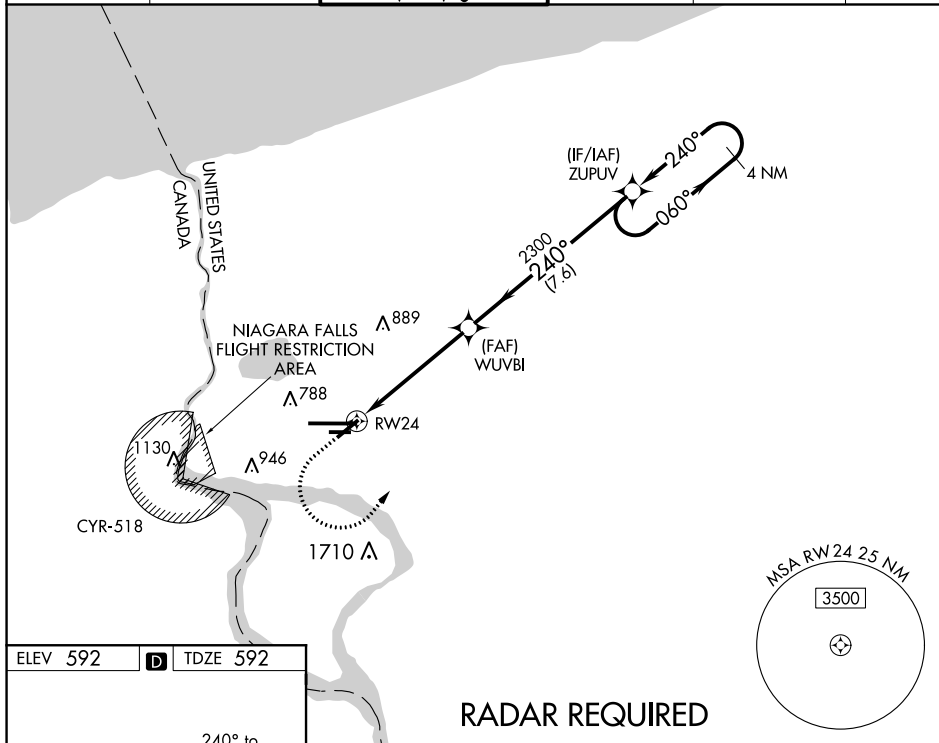 UNITED STATES
CANADA
(IF/IAF)
ZUPUV
240°
4 NM
060°
2300
240°
(7.6)
NIAGARA FALLS
FLIGHT RESTRICTION
AREA
889
(FAF)
WUVBI
788
RW24
1130
946
CYR-518
1710
MSA RW 24 25 NM
3500
ELEV 592
D
TDZE 592
RADAR REQUIRED
240° to